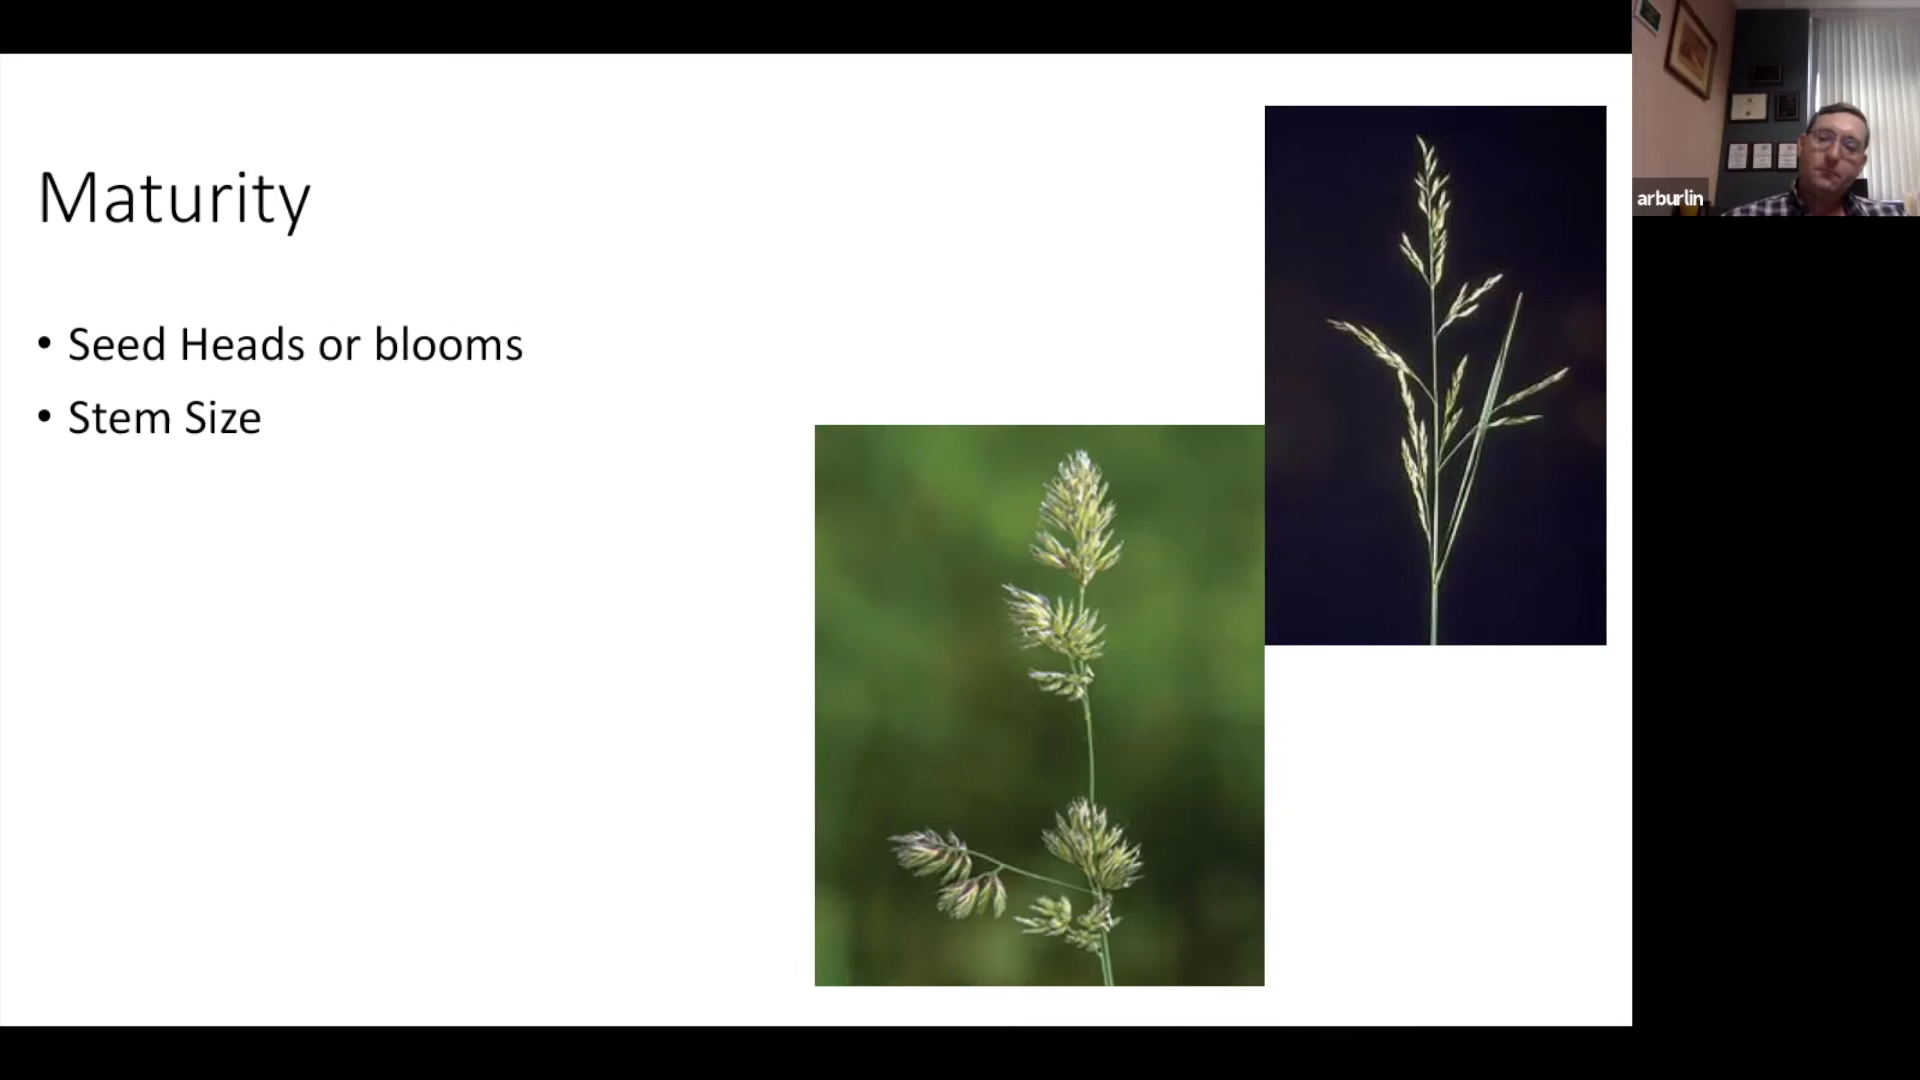 Maturity
• Seed Heads or blooms
• Stem Size
arburlin